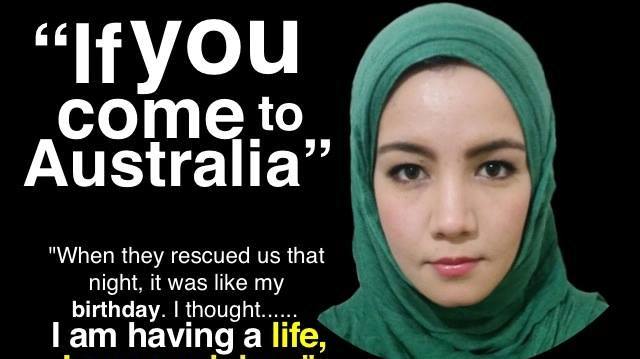 “If you
come to
Australia”
"When they rescued us that
night, it was like my
birthday. I thought......
I am having a life,